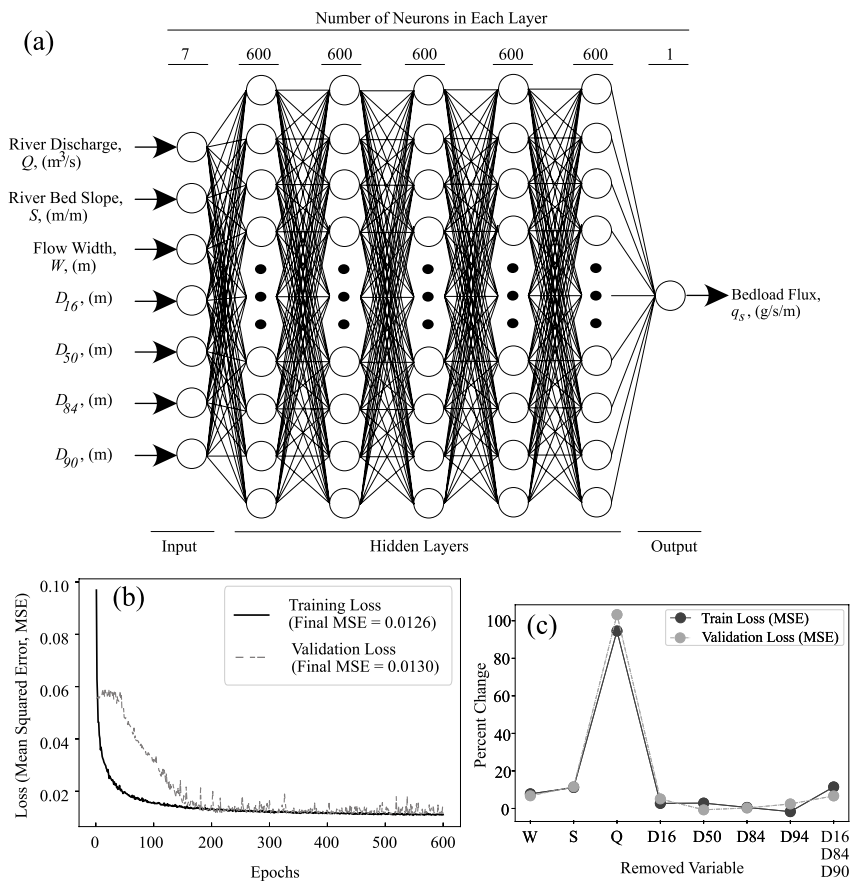 (a)
Number of Neurons in Each Layer
7 600 600 600 600 600 1
River Discharge,
Q, (m³/s)
River Bed Slope,
S, (m/m)
Flow Width,
W, (m)
D16, (m)
D50, (m)
D84, (m)
D90, (m)
Bedload Flux,
qs, (g/s/m)
Input Hidden Layers Output
(b)
Loss (Mean Squared Error, MSE)
0.10
0.08
0.06
0.04
0.02
Training Loss
(Final MSE = 0.0126)
Validation Loss
(Final MSE = 0.0130)
0 100 200 300 400 500 600
Epochs
(c)
Percent Change
100
80
60
40
20
0
Train Loss (MSE)
Validation Loss (MSE)
W S Q D16 D50 D84 D94 D16
D84
D90
Removed Variable